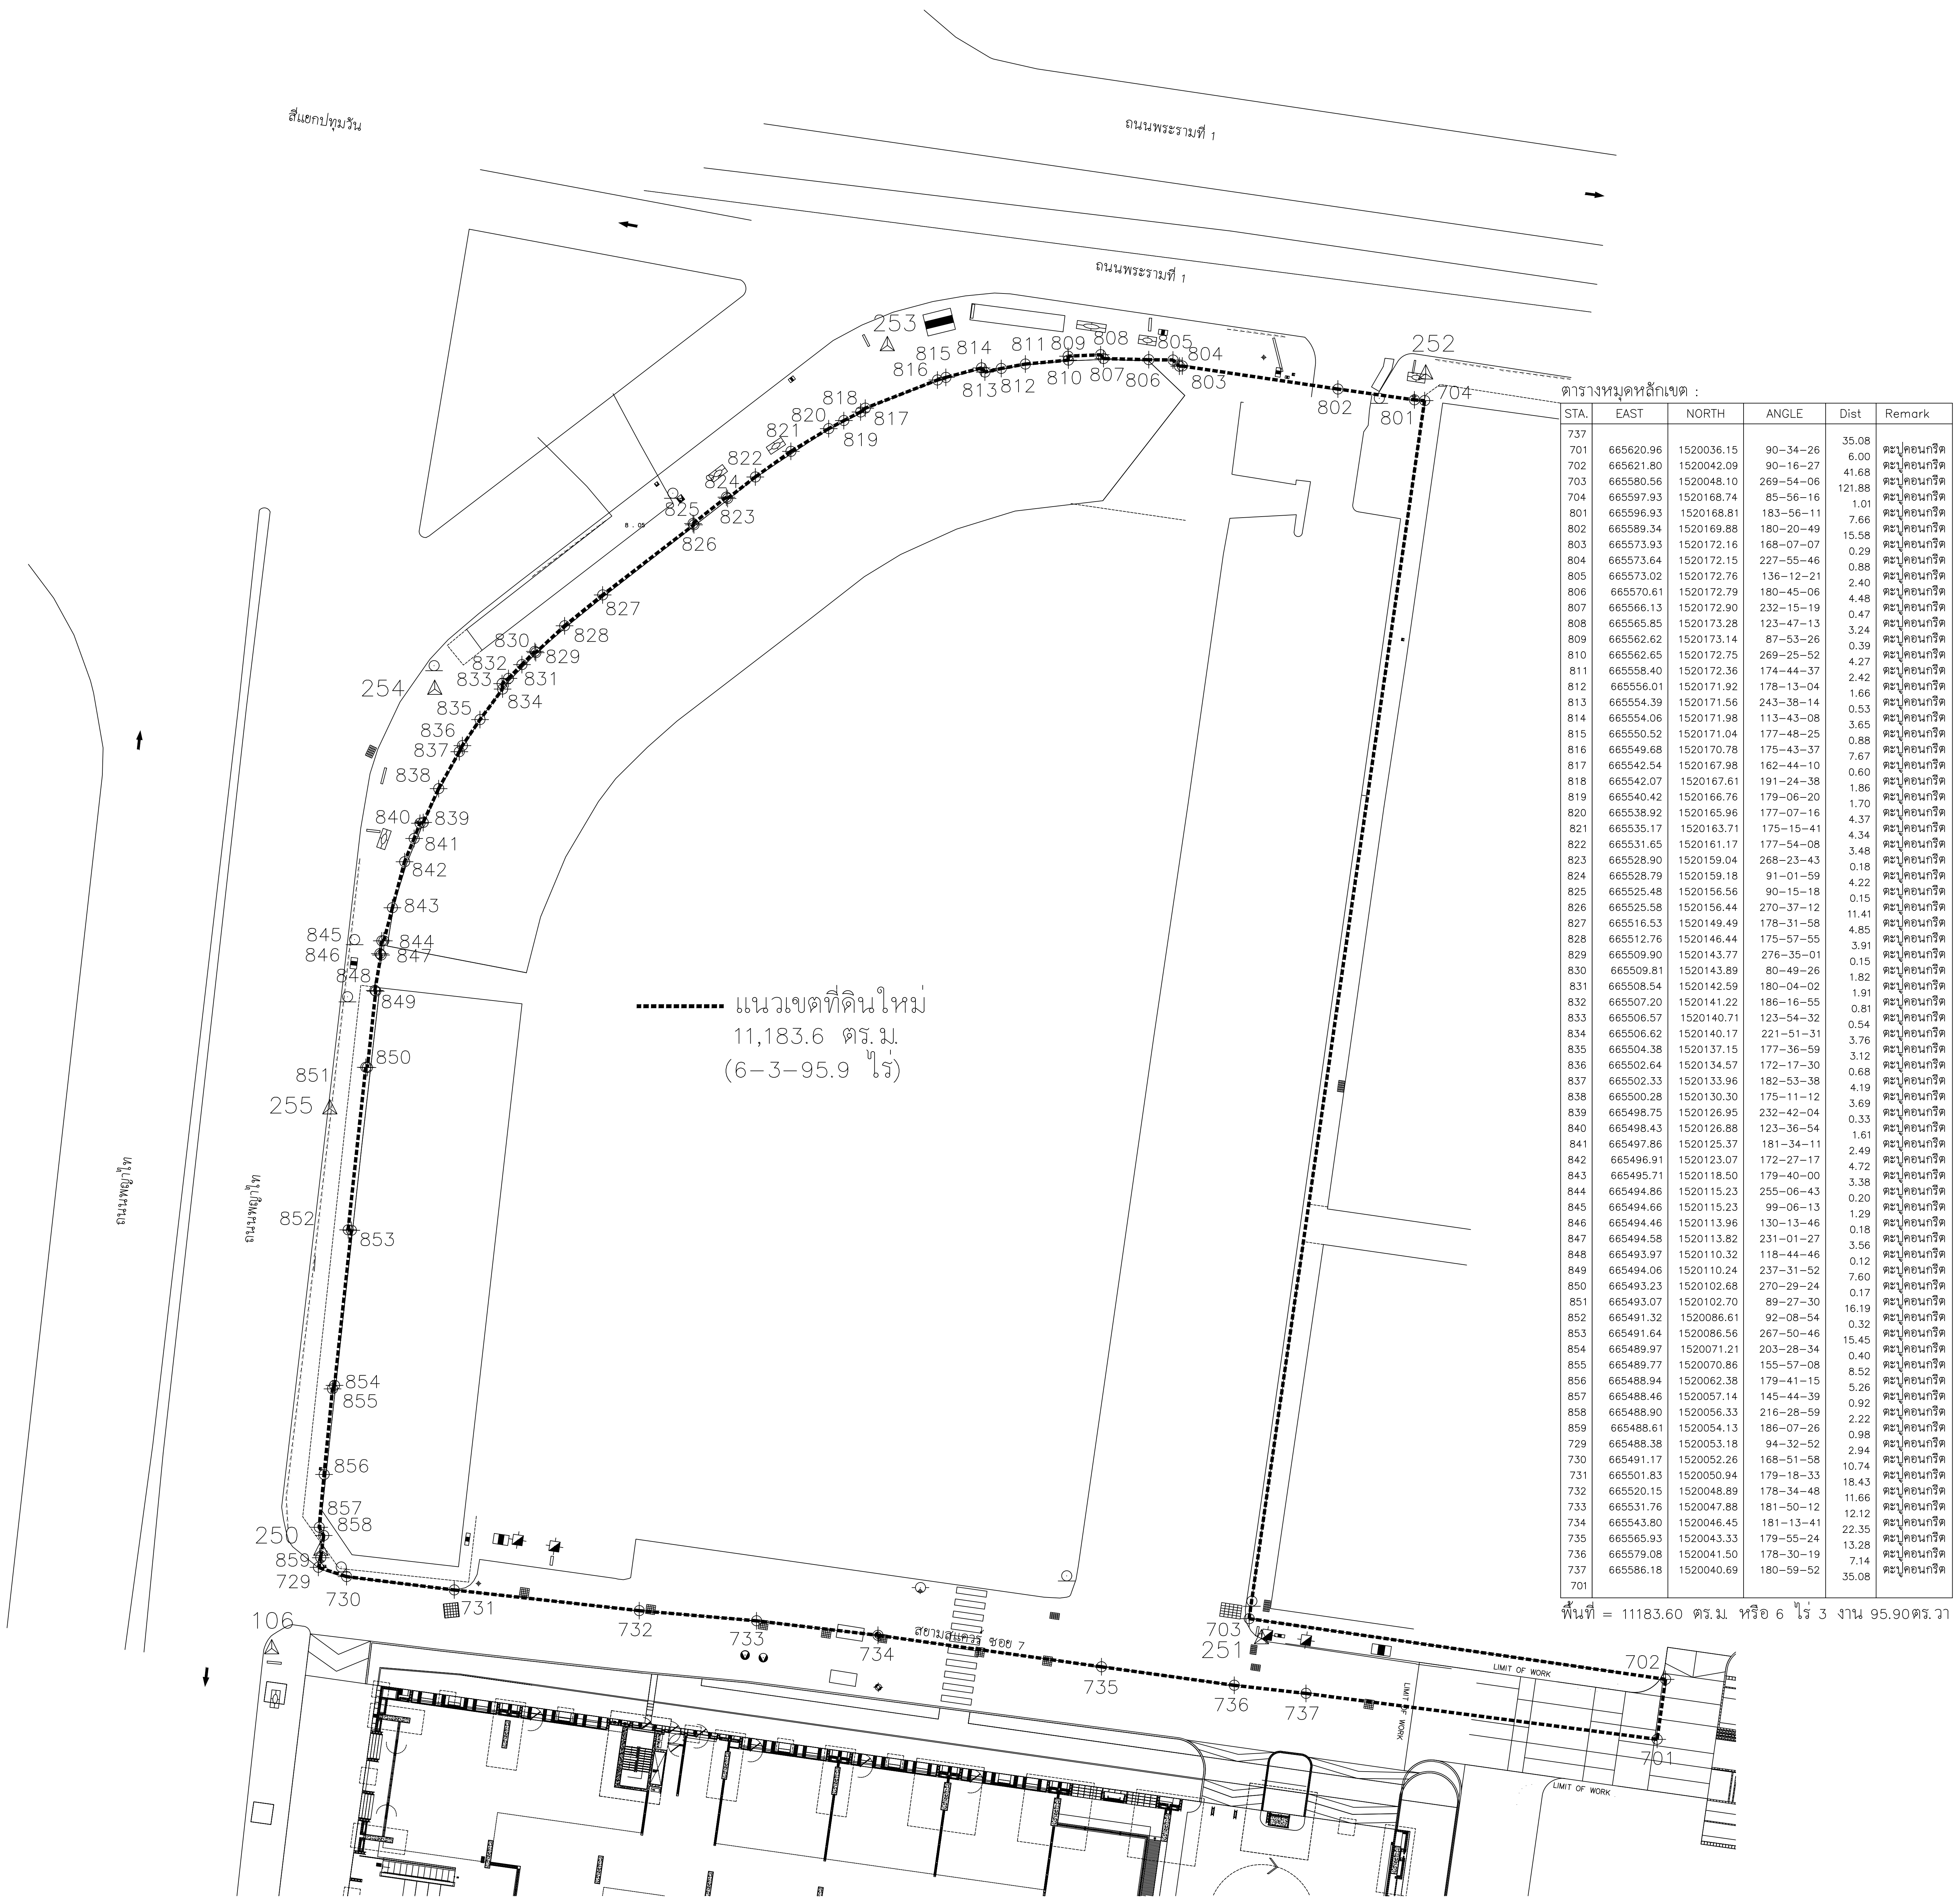 สี่แยกปทุมวัน
ถนนพระรามที่ 1
ถนนพระรามที่ 1
252
253
808
805
804
814
811
809
815
816
813
812
810
807
806
803
802
801
704
818
817
820
819
821
822
824
823
825
8 . 05
826
827
828
830
829
832
831
833
834
254
835
836
837
838
840
839
841
842
843
845
844
846
847
848
849
แนวเขตที่ดินใหม่
11,183.6 ตร.ม.
(6-3-95.9 ไร่)
850
851
255
852
853
ถนนพญาไท
ถนนพญาไท
854
855
856
857
858
250
859
729
730
731
106
732
733
734
สยามสแควร์ ซอย 7
703
251
735
736
737
702
701
LIMIT OF WORK
LIMIT OF WORK
LIMIT OF WORK
ตารางหมุดหลักเขต :
STA. EAST NORTH ANGLE Dist Remark
737
35.08
701 665620.96 1520036.15 90-34-26 ตะปูคอนกรีต
6.00
702 665621.80 1520042.09 90-16-27 ตะปูคอนกรีต
41.68
703 665580.56 1520048.10 269-54-06 ตะปูคอนกรีต
121.88
704 665597.93 1520168.74 85-56-16 ตะปูคอนกรีต
1.01
801 665596.93 1520168.81 183-56-11 ตะปูคอนกรีต
7.66
802 665589.34 1520169.88 180-20-49 ตะปูคอนกรีต
15.58
803 665573.93 1520172.16 168-07-07 ตะปูคอนกรีต
0.29
804 665573.64 1520172.15 227-55-46 ตะปูคอนกรีต
0.88
805 665573.02 1520172.76 136-12-21 ตะปูคอนกรีต
2.40
806 665570.61 1520172.79 180-45-06 ตะปูคอนกรีต
4.48
807 665566.13 1520172.90 232-15-19 ตะปูคอนกรีต
0.47
808 665565.85 1520173.28 123-47-13 ตะปูคอนกรีต
3.24
809 665562.62 1520173.14 87-53-26 ตะปูคอนกรีต
0.39
810 665562.65 1520172.75 269-25-52 ตะปูคอนกรีต
4.27
811 665558.40 1520172.36 174-44-37 ตะปูคอนกรีต
2.42
812 665556.01 1520171.92 178-13-04 ตะปูคอนกรีต
1.66
813 665554.39 1520171.56 243-38-14 ตะปูคอนกรีต
0.53
814 665554.06 1520171.98 113-43-08 ตะปูคอนกรีต
3.65
815 665550.52 1520171.04 177-48-25 ตะปูคอนกรีต
0.88
816 665549.68 1520170.78 175-43-37 ตะปูคอนกรีต
7.67
817 665542.54 1520167.98 162-44-10 ตะปูคอนกรีต
0.60
818 665542.07 1520167.61 191-24-38 ตะปูคอนกรีต
1.86
819 665540.42 1520166.76 179-06-20 ตะปูคอนกรีต
1.70
820 665538.92 1520165.96 177-07-16 ตะปูคอนกรีต
4.37
821 665535.17 1520163.71 175-15-41 ตะปูคอนกรีต
4.34
822 665531.65 1520161.17 177-54-08 ตะปูคอนกรีต
3.48
823 665528.90 1520159.04 268-23-43 ตะปูคอนกรีต
0.18
824 665528.79 1520159.18 91-01-59 ตะปูคอนกรีต
4.22
825 665525.48 1520156.56 90-15-18 ตะปูคอนกรีต
0.15
826 665525.58 1520156.44 270-37-12 ตะปูคอนกรีต
11.41
827 665516.53 1520149.49 178-31-58 ตะปูคอนกรีต
4.85
828 665512.76 1520146.44 175-57-55 ตะปูคอนกรีต
3.91
829 665509.90 1520143.77 276-35-01 ตะปูคอนกรีต
0.15
830 665509.81 1520143.89 80-49-26 ตะปูคอนกรีต
1.82
831 665508.54 1520142.59 180-04-02 ตะปูคอนกรีต
1.91
832 665507.20 1520141.22 186-16-55 ตะปูคอนกรีต
0.81
833 665506.57 1520140.71 123-54-32 ตะปูคอนกรีต
0.54
834 665506.62 1520140.17 221-51-31 ตะปูคอนกรีต
3.76
835 665504.38 1520137.15 177-36-59 ตะปูคอนกรีต
3.12
836 665502.64 1520134.57 172-17-30 ตะปูคอนกรีต
0.68
837 665502.33 1520133.96 182-53-38 ตะปูคอนกรีต
4.19
838 665500.28 1520130.30 175-11-12 ตะปูคอนกรีต
3.69
839 665498.75 1520126.95 232-42-04 ตะปูคอนกรีต
0.33
840 665498.43 1520126.88 123-36-54 ตะปูคอนกรีต
1.61
841 665497.86 1520125.37 181-34-11 ตะปูคอนกรีต
2.49
842 665496.91 1520123.07 172-27-17 ตะปูคอนกรีต
4.72
843 665495.71 1520118.50 179-40-00 ตะปูคอนกรีต
3.38
844 665494.86 1520115.23 255-06-43 ตะปูคอนกรีต
0.20
845 665494.66 1520115.23 99-06-13 ตะปูคอนกรีต
1.29
846 665494.46 1520113.96 130-13-46 ตะปูคอนกรีต
0.18
847 665494.58 1520113.82 231-01-27 ตะปูคอนกรีต
3.56
848 665493.97 1520110.32 118-44-46 ตะปูคอนกรีต
0.12
849 665494.06 1520110.24 237-31-52 ตะปูคอนกรีต
7.60
850 665493.23 1520102.68 270-29-24 ตะปูคอนกรีต
0.17
851 665493.07 1520102.70 89-27-30 ตะปูคอนกรีต
16.19
852 665491.32 1520086.61 92-08-54 ตะปูคอนกรีต
0.32
853 665491.64 1520086.56 267-50-46 ตะปูคอนกรีต
15.45
854 665489.97 1520071.21 203-28-34 ตะปูคอนกรีต
0.40
855 665489.77 1520070.86 155-57-08 ตะปูคอนกรีต
8.52
856 665488.94 1520062.38 179-41-15 ตะปูคอนกรีต
5.26
857 665488.46 1520057.14 145-44-39 ตะปูคอนกรีต
0.92
858 665488.90 1520056.33 216-28-59 ตะปูคอนกรีต
2.22
859 665488.61 1520054.13 186-07-26 ตะปูคอนกรีต
0.98
729 665488.38 1520053.18 94-32-52 ตะปูคอนกรีต
2.94
730 665491.17 1520052.26 168-51-58 ตะปูคอนกรีต
10.74
731 665501.83 1520050.94 179-18-33 ตะปูคอนกรีต
18.43
732 665520.15 1520048.89 178-34-48 ตะปูคอนกรีต
11.66
733 665531.76 1520047.88 181-50-12 ตะปูคอนกรีต
12.12
734 665543.80 1520046.45 181-13-41 ตะปูคอนกรีต
22.35
735 665565.93 1520043.33 179-55-24 ตะปูคอนกรีต
13.28
736 665579.08 1520041.50 178-30-19 ตะปูคอนกรีต
7.14
737 665586.18 1520040.69 180-59-52 ตะปูคอนกรีต
35.08
701
พื้นที่ = 11183.60 ตร.ม. หรือ 6 ไร่ 3 งาน 95.90ตร.วา